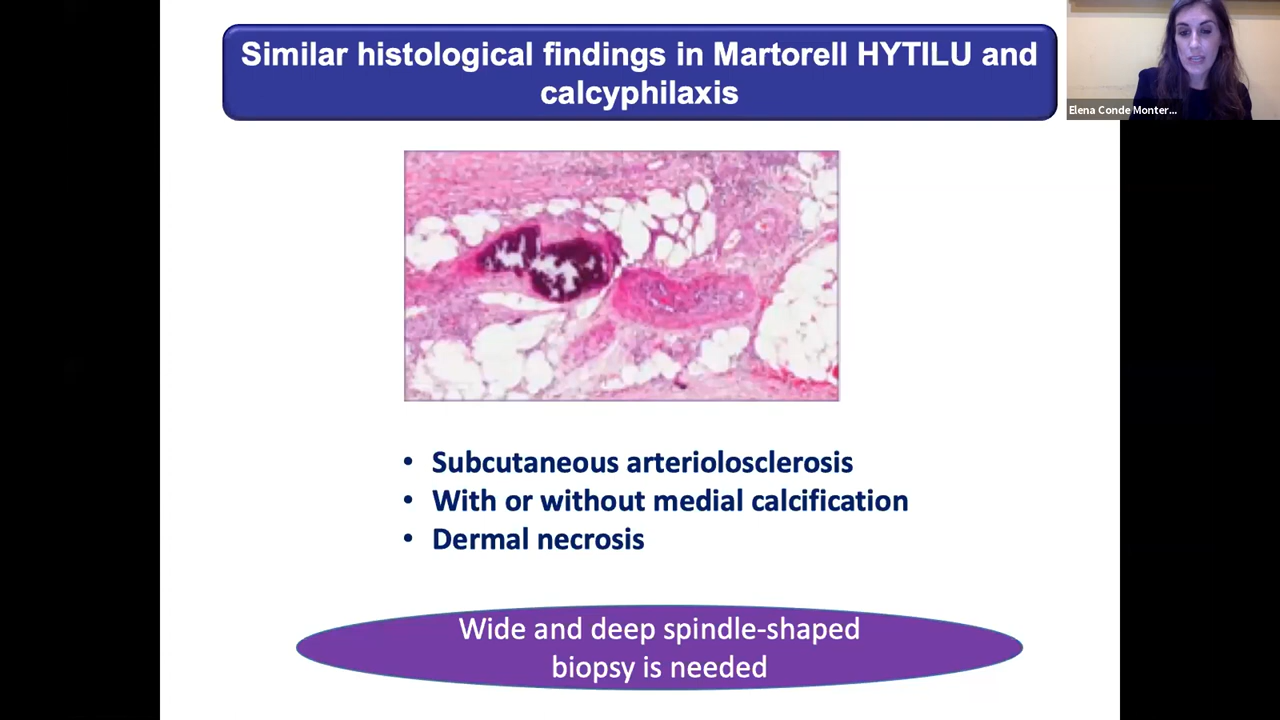 Similar histological findings in Martorell HYTILU and
calcyphilaxis
Elena Conde Monter...
• Subcutaneous arteriolosclerosis
• With or without medial calcification
• Dermal necrosis
Wide and deep spindle-shaped
biopsy is needed